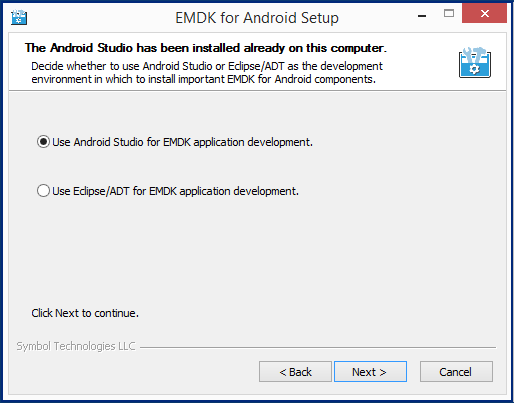 EMDK for Android Setup
The Android Studio has been installed already on this computer.
Decide whether to use Android Studio or Eclipse/ADT as the development
environment in which to install important EMDK for Android components.
Use Android Studio for EMDK application development.
Use Eclipse/ADT for EMDK application development.
Click Next to continue.
Symbol Technologies LLC
< Back Next > Cancel